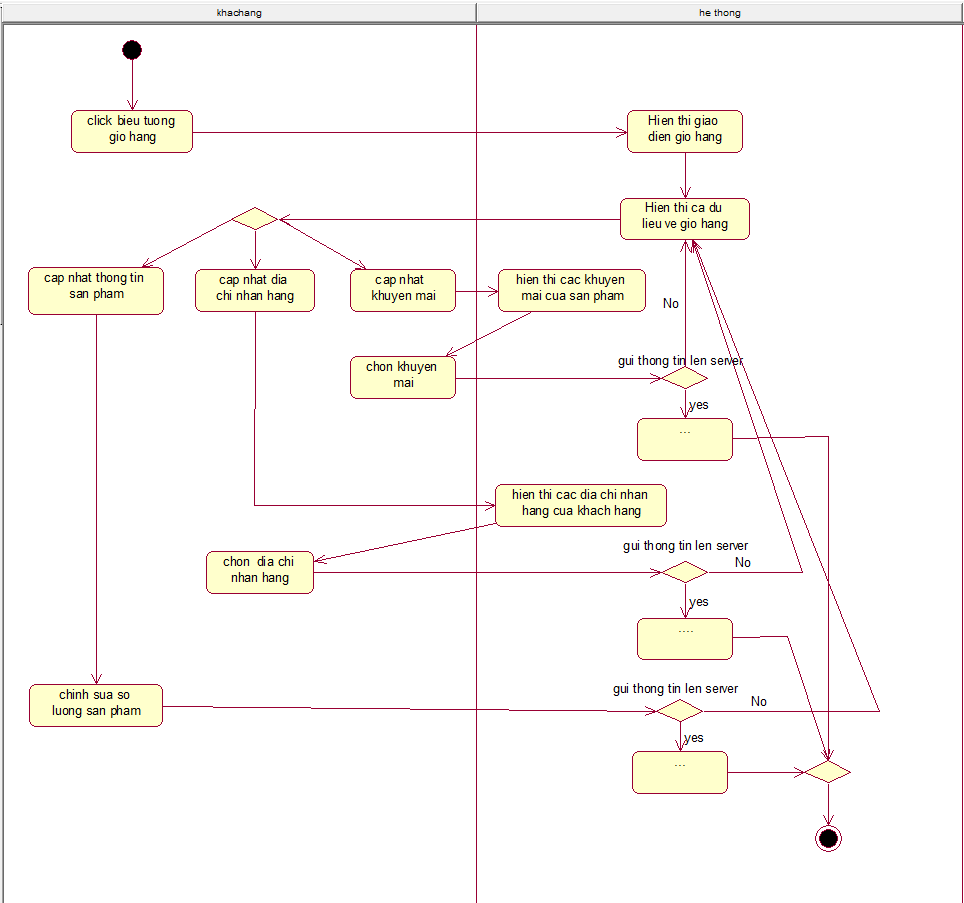 khachang
he thong
click bieu tuong
gio hang
Hien thi giao
dien gio hang
Hien thi ca du
lieu ve gio hang
cap nhat thong tin
san pham
cap nhat dia
chi nhan hang
cap nhat
khuyen mai
hien thi cac khuyen
mai cua san pham
No
chon khuyen
mai
gui thong tin len server
yes
...
hien thi cac dia chi nhan
hang cua khach hang
gui thong tin len server
No
chon dia chi
nhan hang
yes
....
chinh sua so
luong san pham
gui thong tin len server
No
yes
...